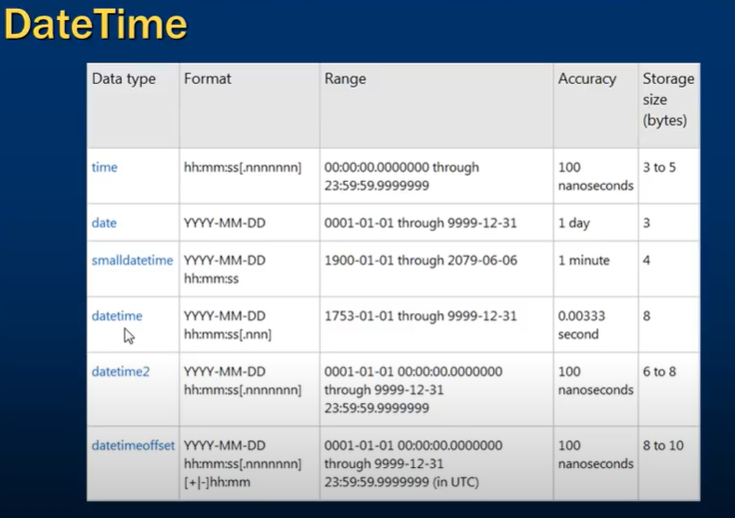 DateTime
Data type Format Range Accuracy Storage
size
(bytes)
time hh:mm:ss[.nnnnnnn] 00:00:00.0000000 through 100 3 to 5
23:59:59.9999999 nanoseconds
date YYYY-MM-DD 0001-01-01 through 9999-12-31 1 day 3
smalldatetime YYYY-MM-DD 1900-01-01 through 2079-06-06 1 minute 4
hh:mm:ss
datetime YYYY-MM-DD 1753-01-01 through 9999-12-31 0.00333 8
hh:mm:ss[.nnn] second
datetime2 YYYY-MM-DD 0001-01-01 00:00:00.0000000 100 6 to 8
hh:mm:ss[.nnnnnnn] through 9999-12-31 nanoseconds
23:59:59.9999999
datetimeoffset YYYY-MM-DD 0001-01-01 00:00:00.0000000 100 8 to 10
hh:mm:ss[.nnnnnnn] through 9999-12-31 nanoseconds
[+|-]hh:mm 23:59:59.9999999 (in UTC)